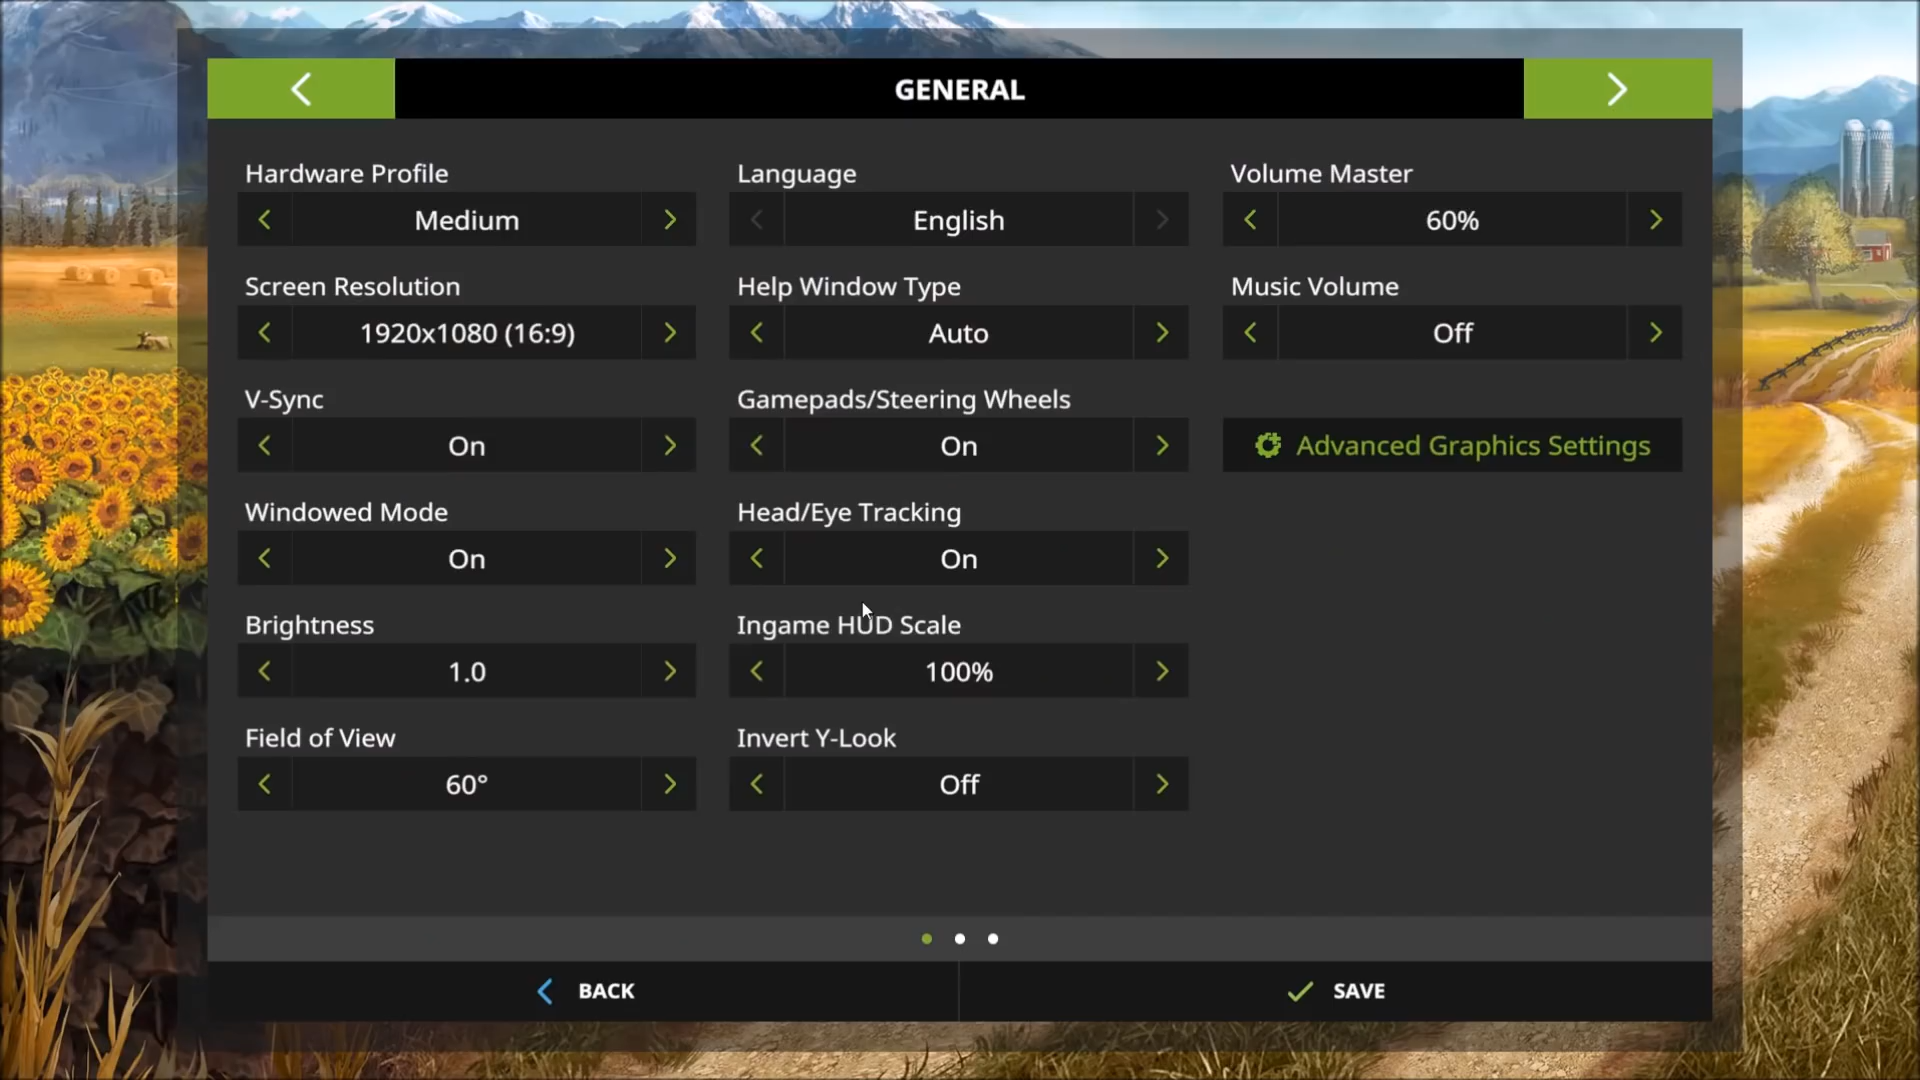 GENERAL
Hardware Profile
Medium
Language
English
Volume Master
60%
Screen Resolution
1920x1080 (16:9)
Help Window Type
Auto
Music Volume
Off
V-Sync
On
Gamepads/Steering Wheels
On
Advanced Graphics Settings
Windowed Mode
On
Head/Eye Tracking
On
Brightness
1.0
Ingame HUD Scale
100%
Field of View
60°
Invert Y-Look
Off
BACK
SAVE